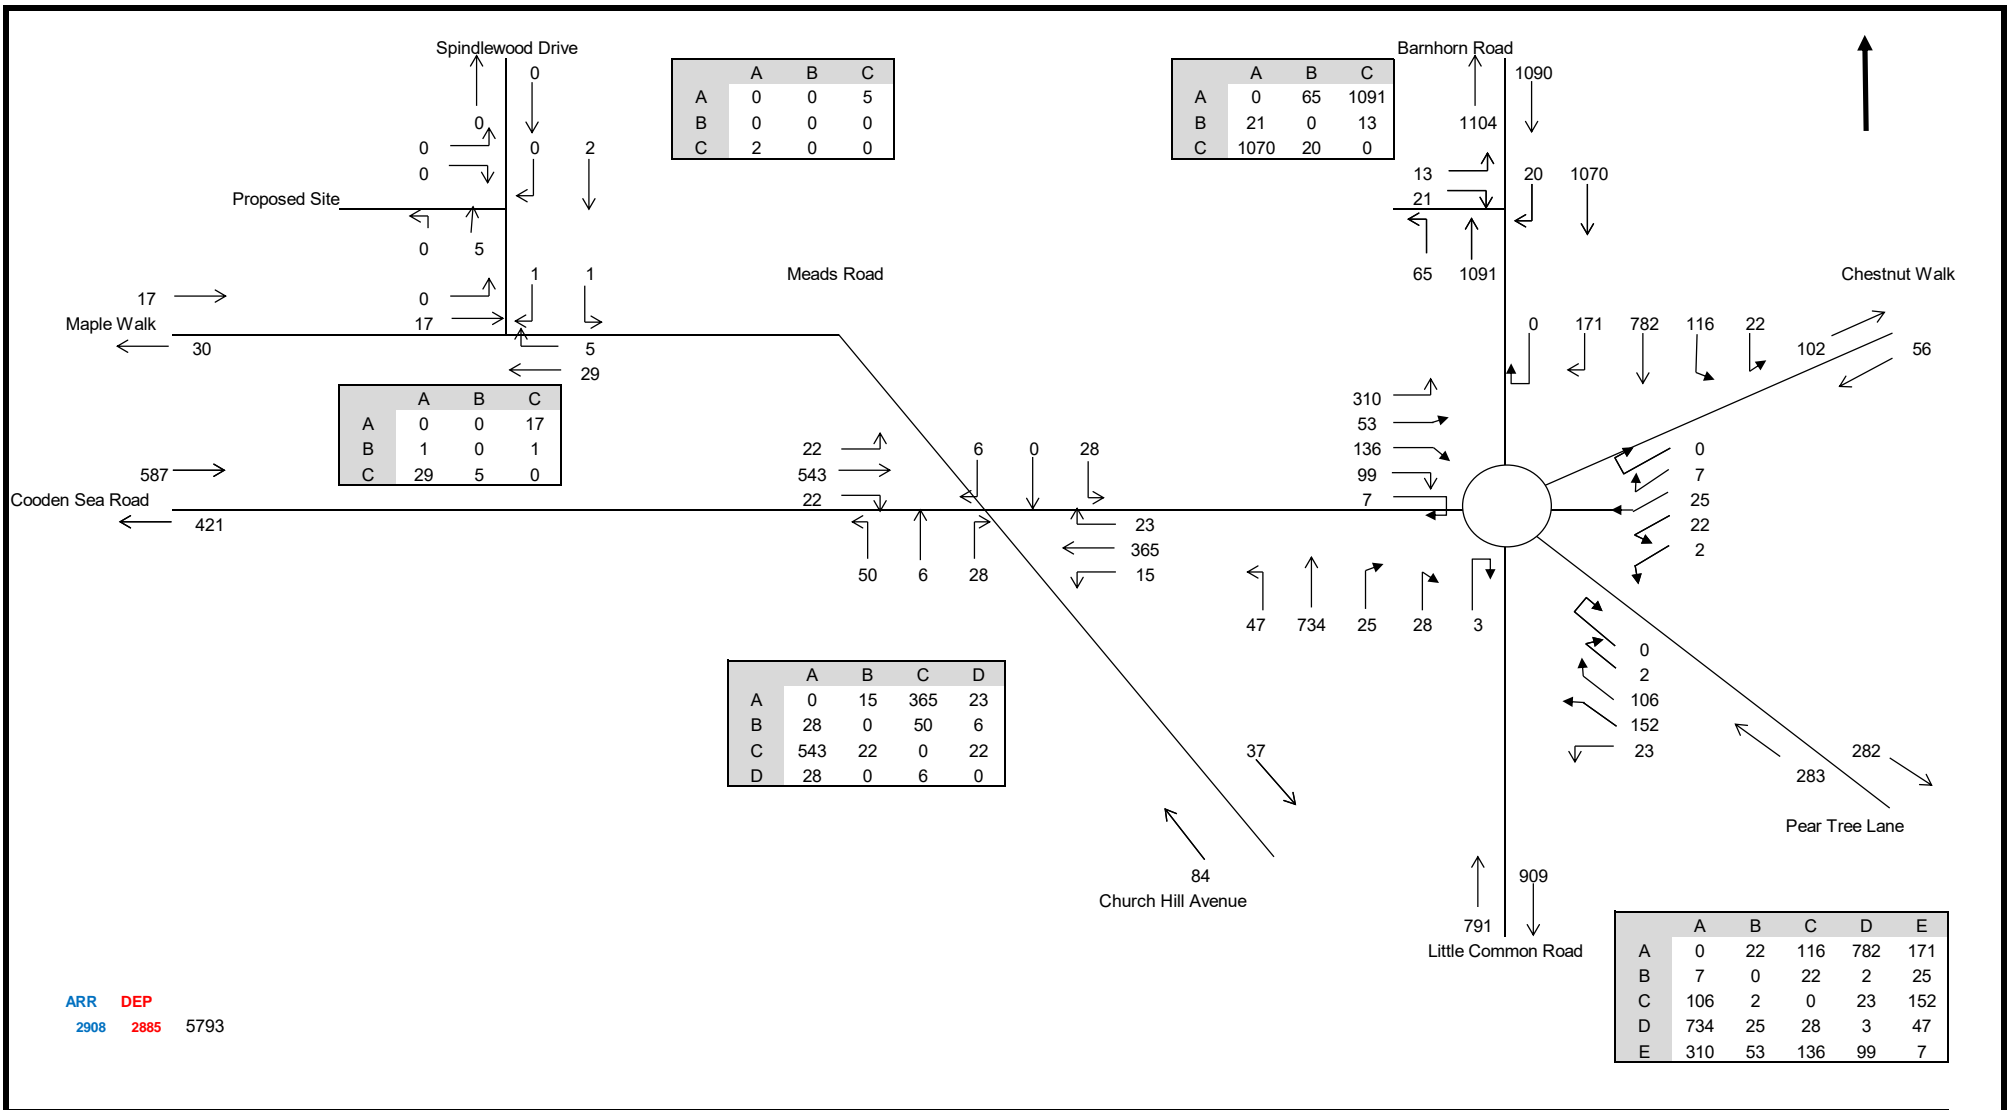 Spindlewood Drive
Barnhorn Road
0
1090
A B C
A 0 0 5
B 0 0 0
C 2 0 0
A B C
A 0 65 1091
B 21 0 13
C 1070 20 0
0
1104
0 0 2
0
13 20 1070
21
Proposed Site
0 5
65 1091
1 1
Meads Road
Chestnut Walk
17
0
Maple Walk
17
30
5
29
0 171 782 116 22
102 56
A B C
A 0 0 17
B 1 0 1
C 29 5 0
310
53
136
99
7
22 6 0 28
543
22
587
Cooden Sea Road
421
0
7
25
22
2
23
365
15
50 6 28
47 734 25 28 3
0
2
106
152
23
A B C D
A 0 15 365 23
B 28 0 50 6
C 543 22 0 22
D 28 0 6 0
37
282
283
Pear Tree Lane
84
Church Hill Avenue
909
791
Little Common Road
A B C D E
A 0 22 116 782 171
B 7 0 22 2 25
C 106 2 0 23 152
D 734 25 28 3 47
E 310 53 136 99 7
ARR DEP
2908 2885 5793